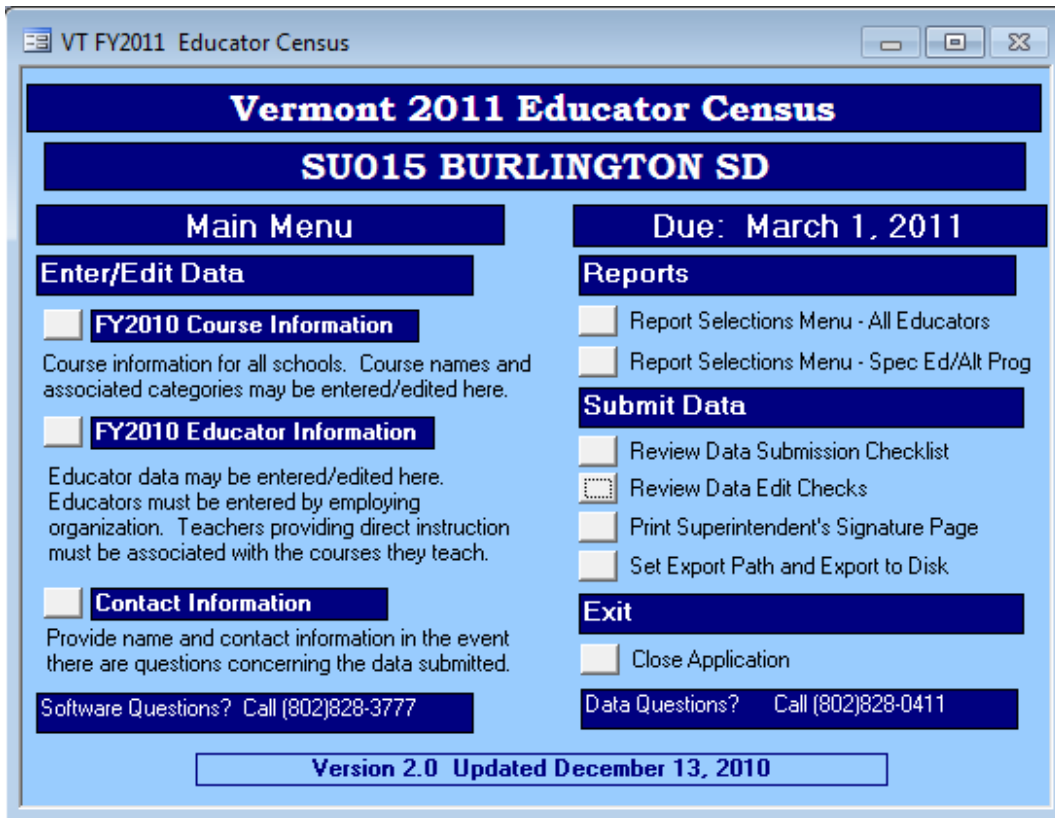 VT FY2011 Educator Census
Vermont 2011 Educator Census
SU015 BURLINGTON SD
Main Menu
Enter/Edit Data
FY2010 Course Information
Course information for all schools. Course names and
associated categories may be entered/edited here.
FY2010 Educator Information
Educator data may be entered/edited here.
Educators must be entered by employing
organization. Teachers providing direct instruction
must be associated with the courses they teach.
Contact Information
Provide name and contact information in the event
there are questions concerning the data submitted.
Software Questions? Call (802)828-3777
Due: March 1, 2011
Reports
Report Selections Menu - All Educators
Report Selections Menu - Spec Ed/Alt Prog
Submit Data
Review Data Submission Checklist
Review Data Edit Checks
Print Superintendent's Signature Page
Set Export Path and Export to Disk
Exit
Close Application
Data Questions? Call (802)828-0411
Version 2.0 Updated December 13, 2010